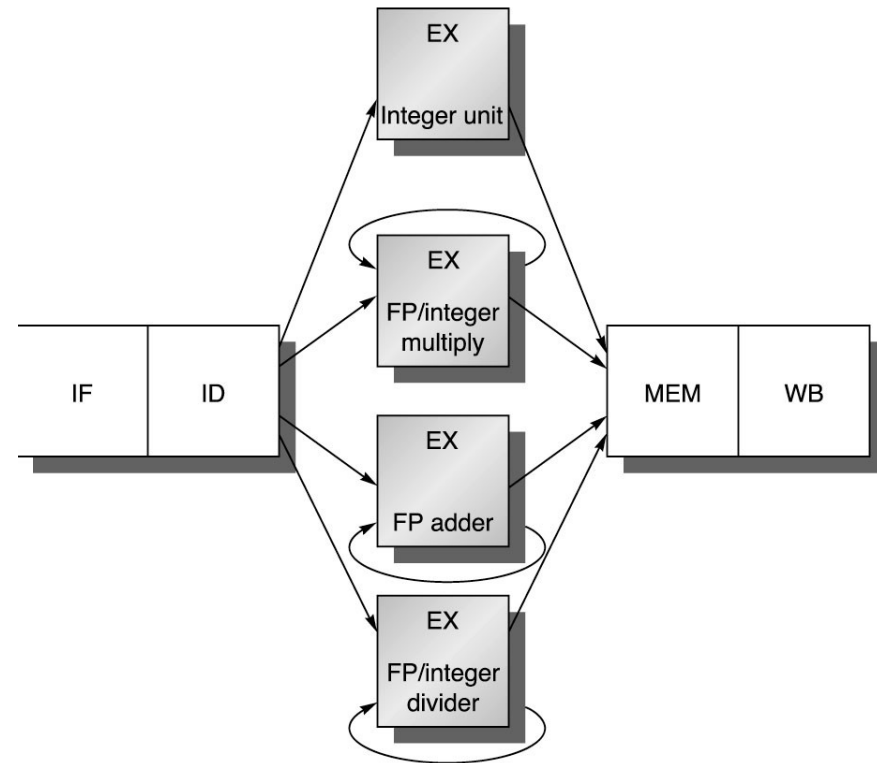 EX
Integer unit
EX
FP/integer
multiply
IF
ID
MEM
WB
EX
FP adder
EX
FP/integer
divider